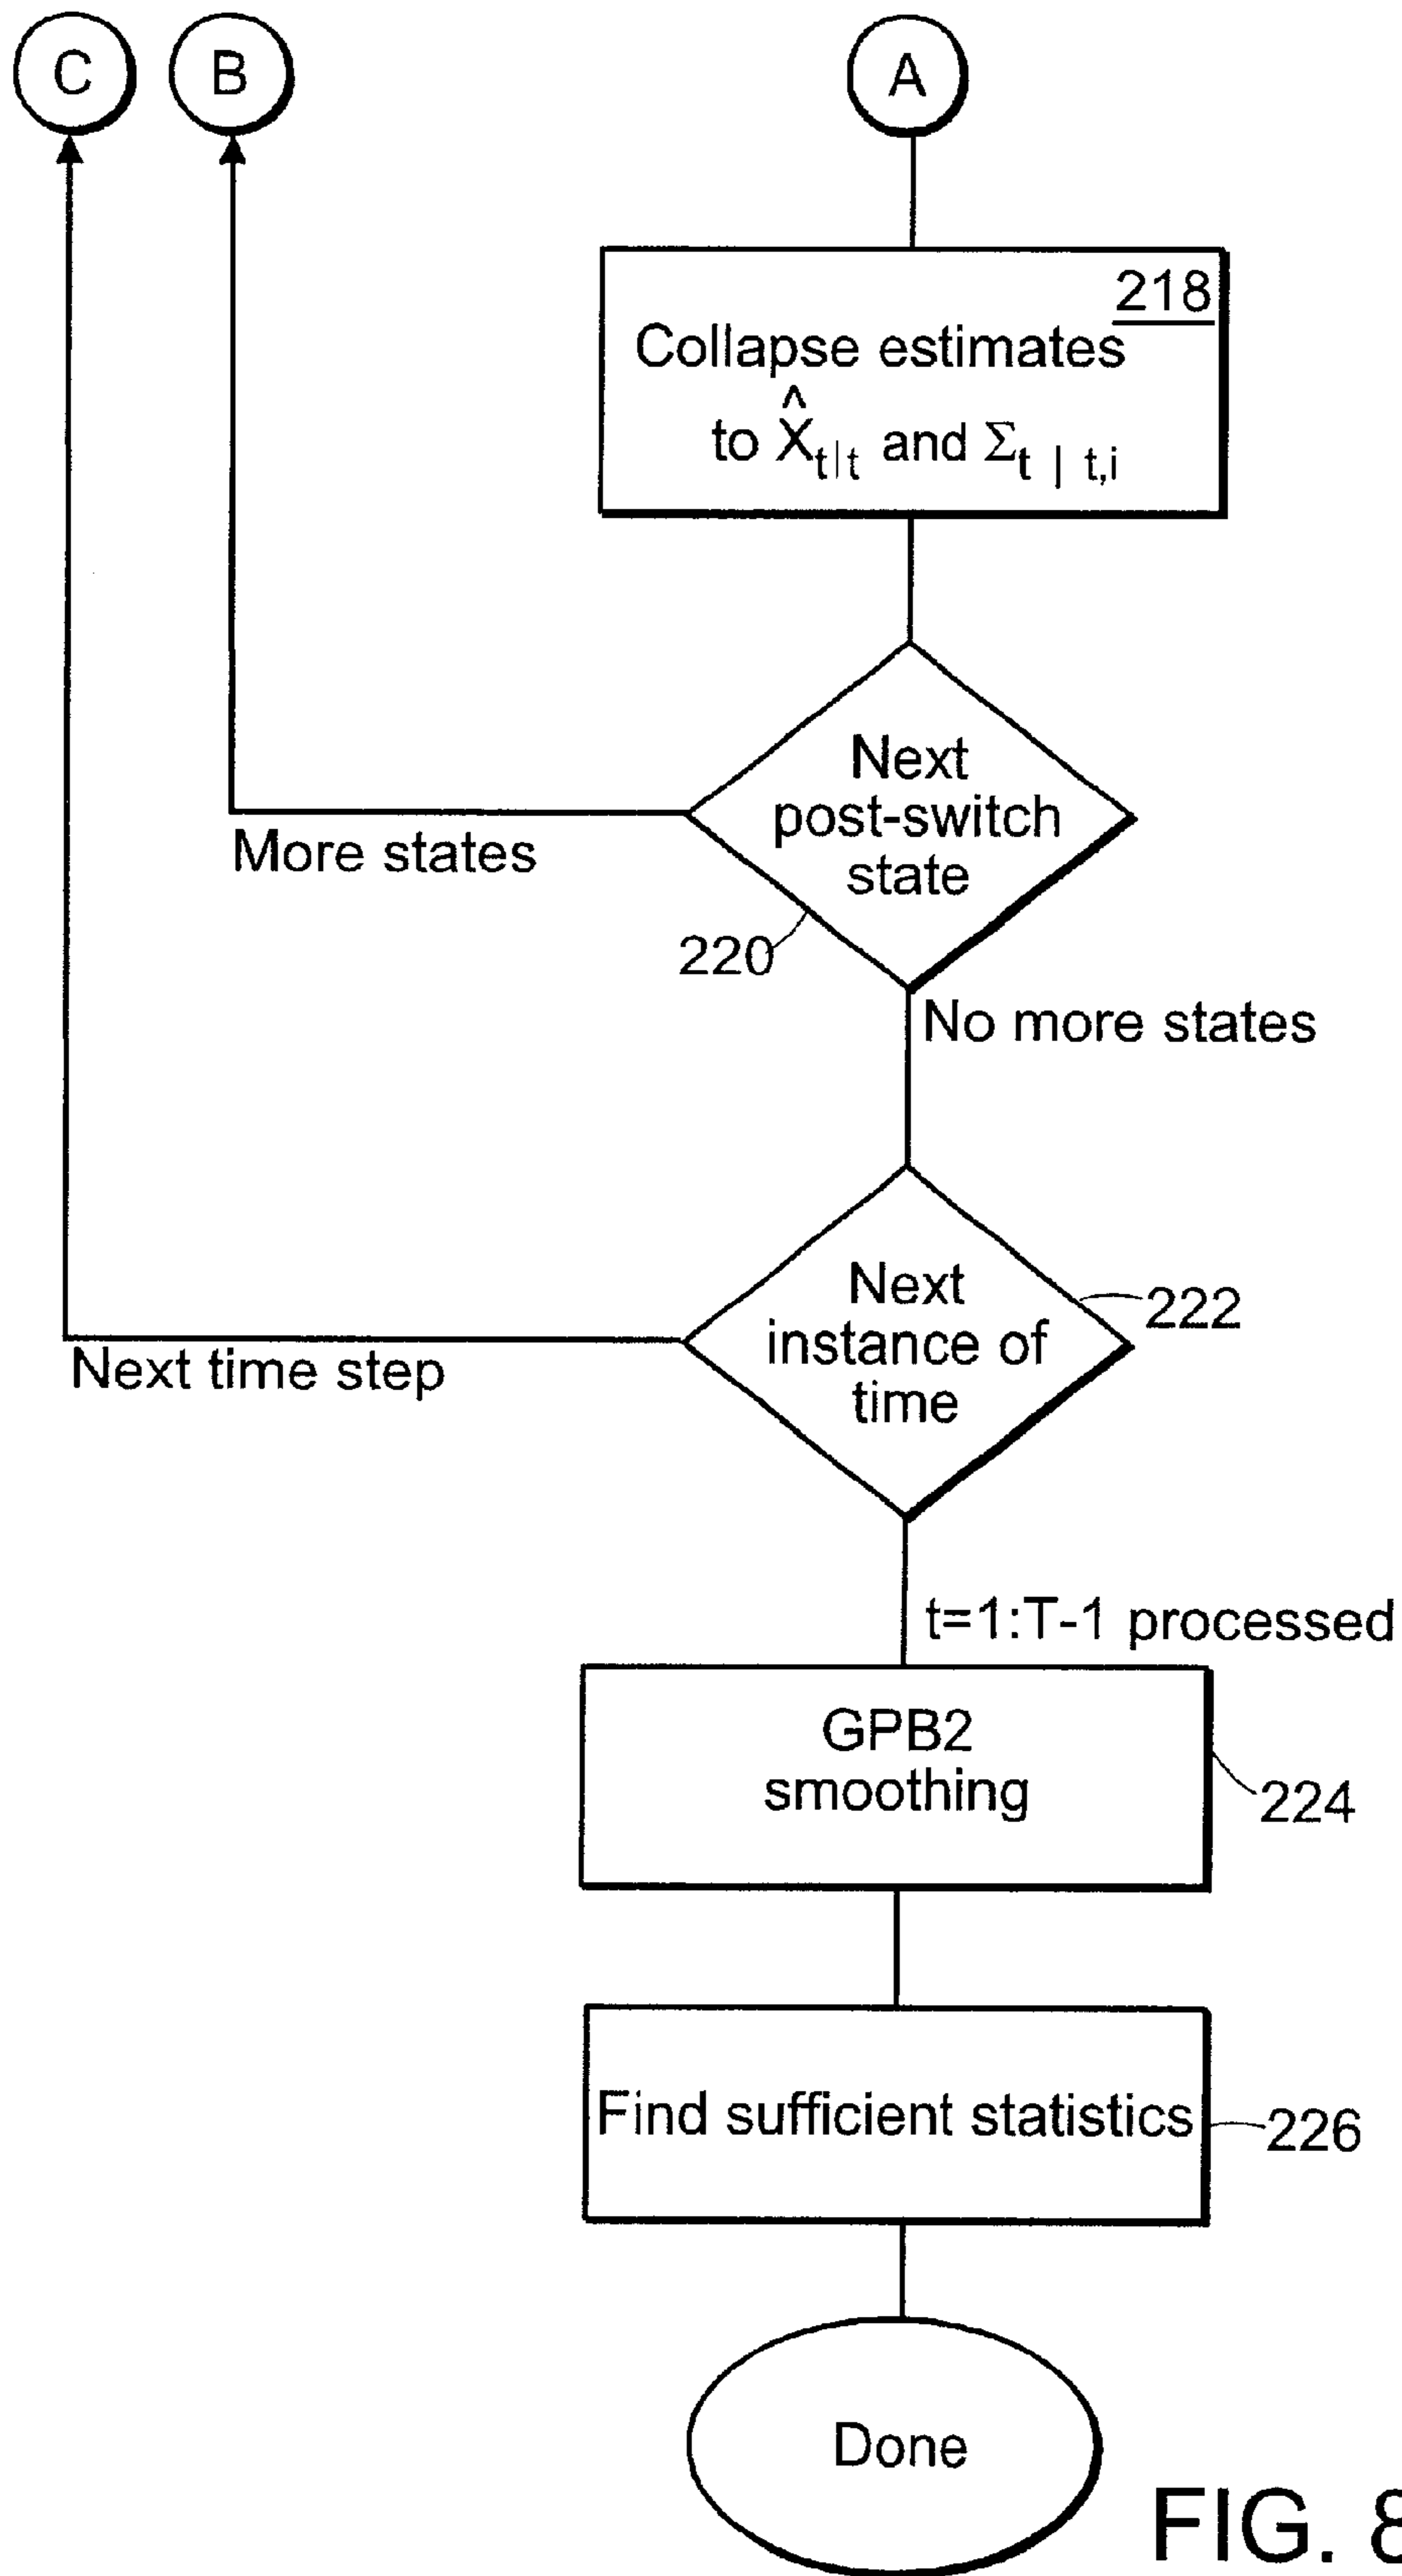 C B A
218
Collapse estimates
to X̂t|t and Σt | t,i
Next
post-switch
state
More states
220
No more states
Next
instance of
time
222
Next time step
t=1:T-1 processed
GPB2
smoothing
224
Find sufficient statistics
226
Done
FIG. 8